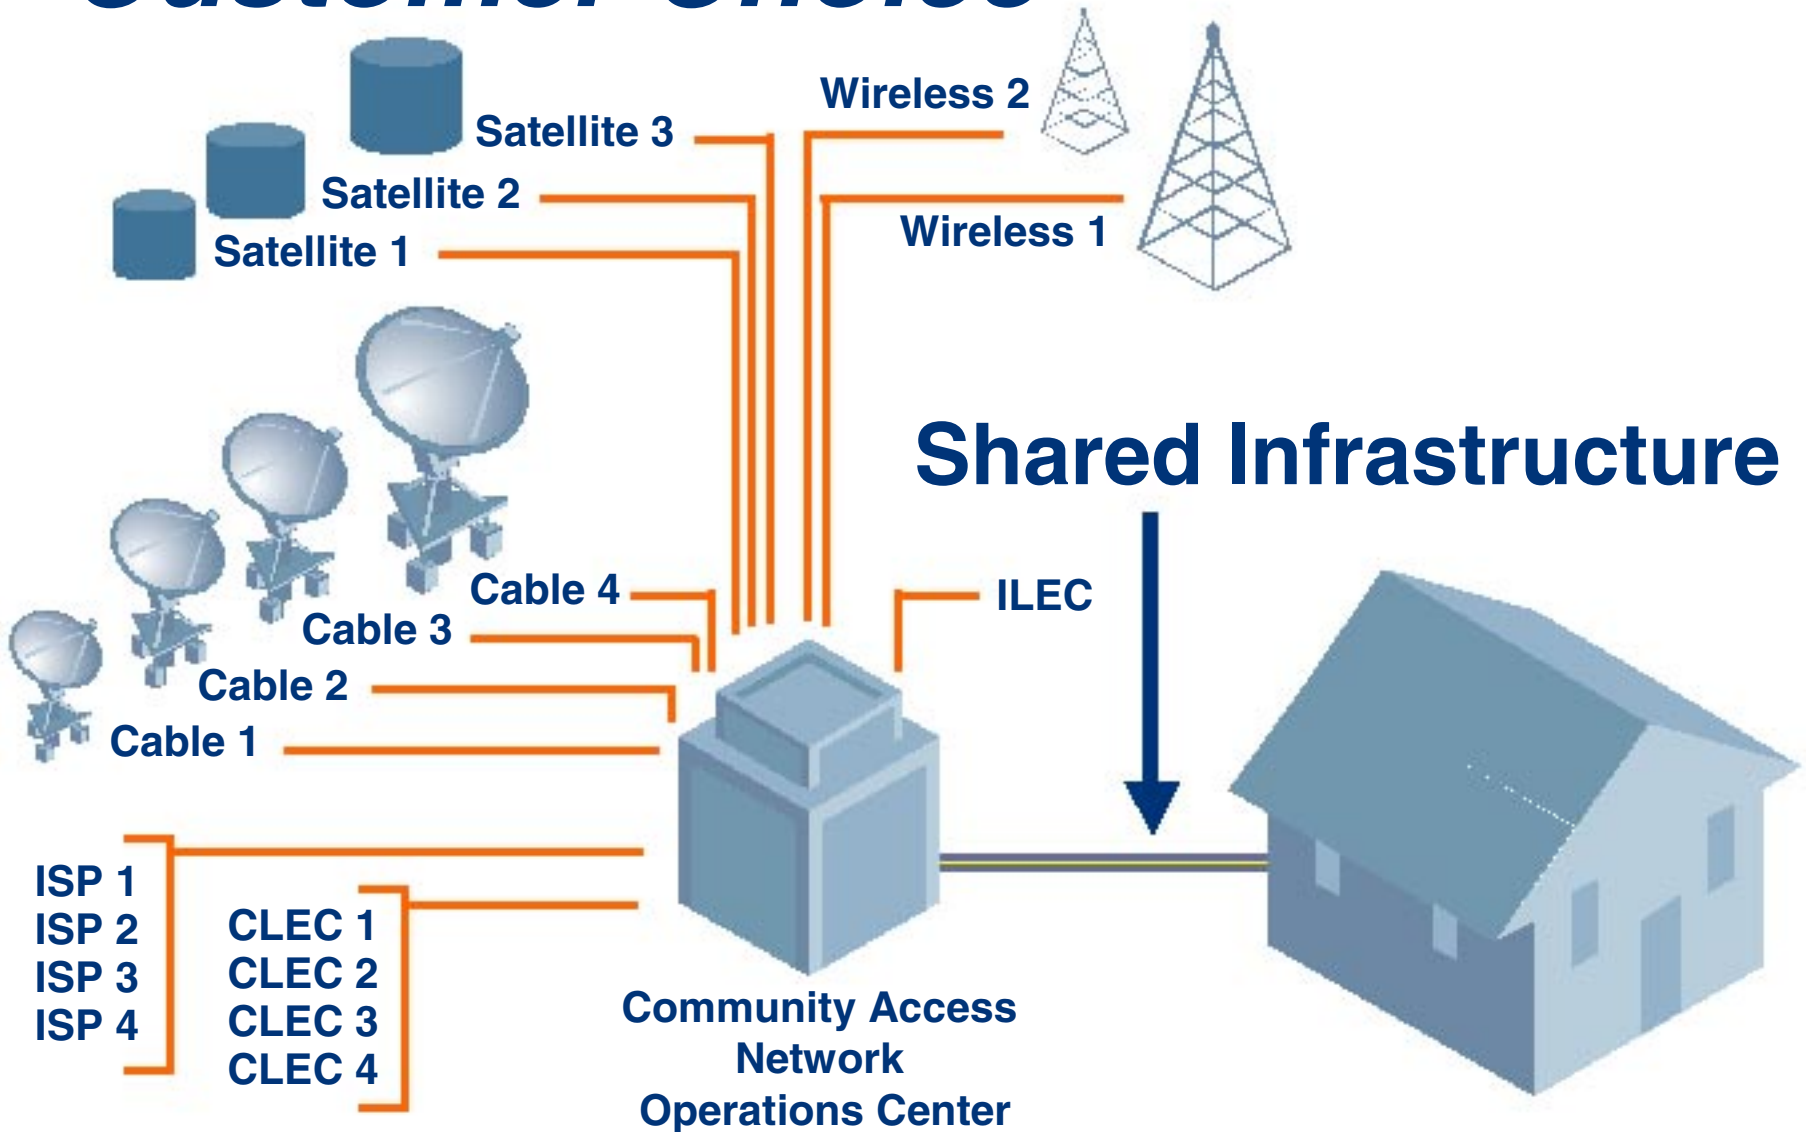 Customer Choice
Wireless 2
Satellite 3
Satellite 2
Wireless 1
Satellite 1
Shared Infrastructure
Cable 4
ILEC
Cable 3
Cable 2
Cable 1
ISP 1
ISP 2
ISP 3
ISP 4
CLEC 1
CLEC 2
CLEC 3
CLEC 4
Community Access
Network
Operations Center